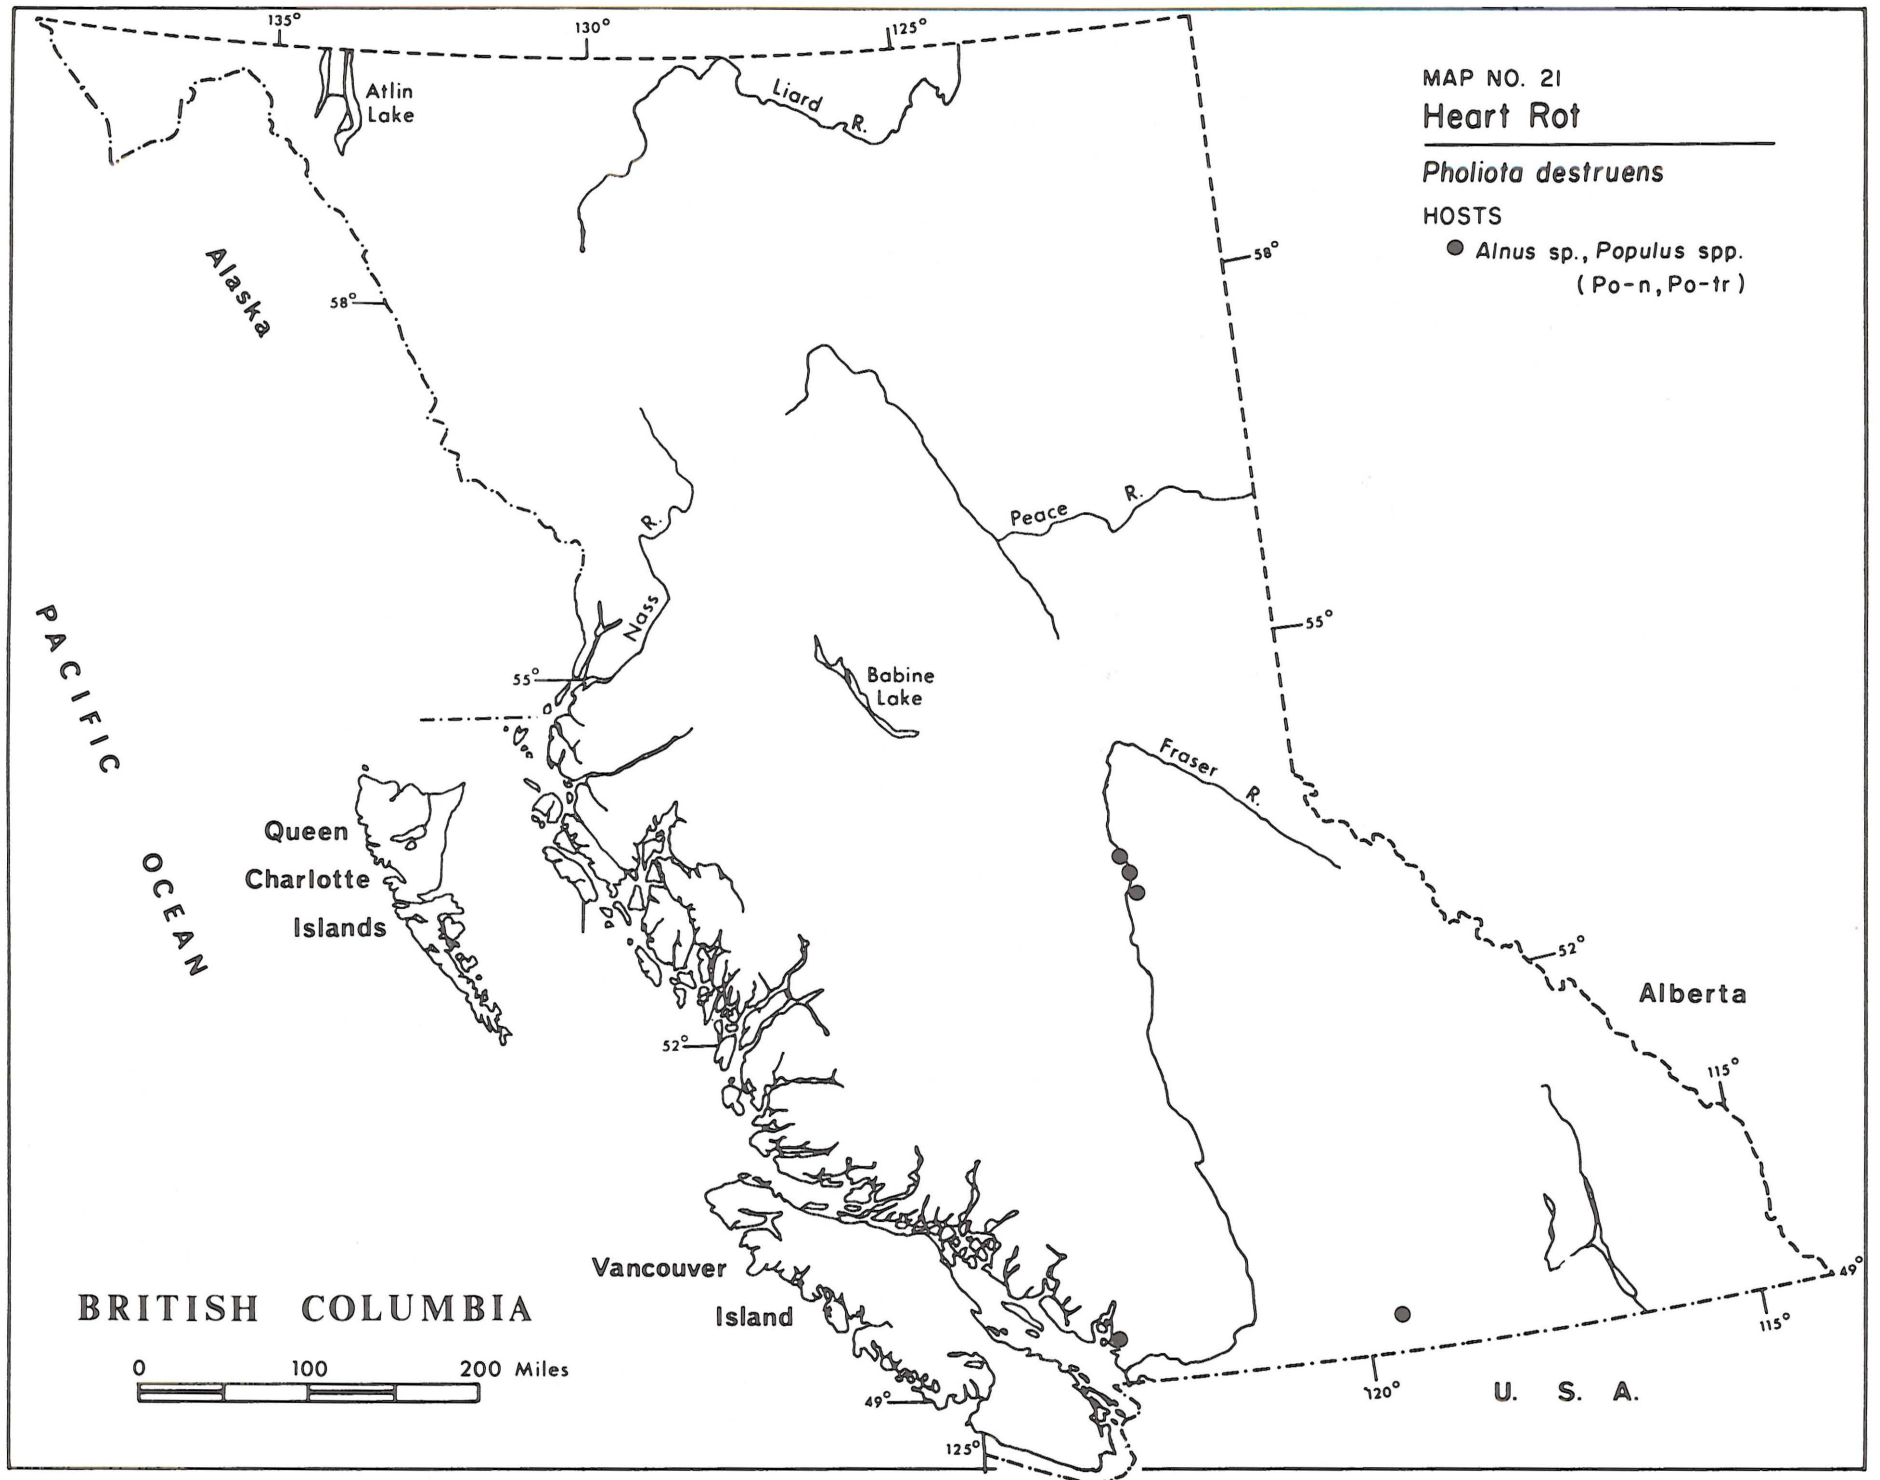 135°
130°
125°
Atlin
Lake
Liard R.
MAP NO. 21
Heart Rot
Pholiota destruens
HOSTS
Alnus sp., Populus spp.
(Po-n, Po-tr)
Alaska
58°
58°
Peace R.
Nass R.
55°
55°
Babine
Lake
PACIFIC OCEAN
Fraser R.
Queen
Charlotte
Islands
52°
52°
Alberta
115°
Vancouver
Island
49°
BRITISH COLUMBIA
0 100 200 Miles
115°
120°
U. S. A.
49°
125°